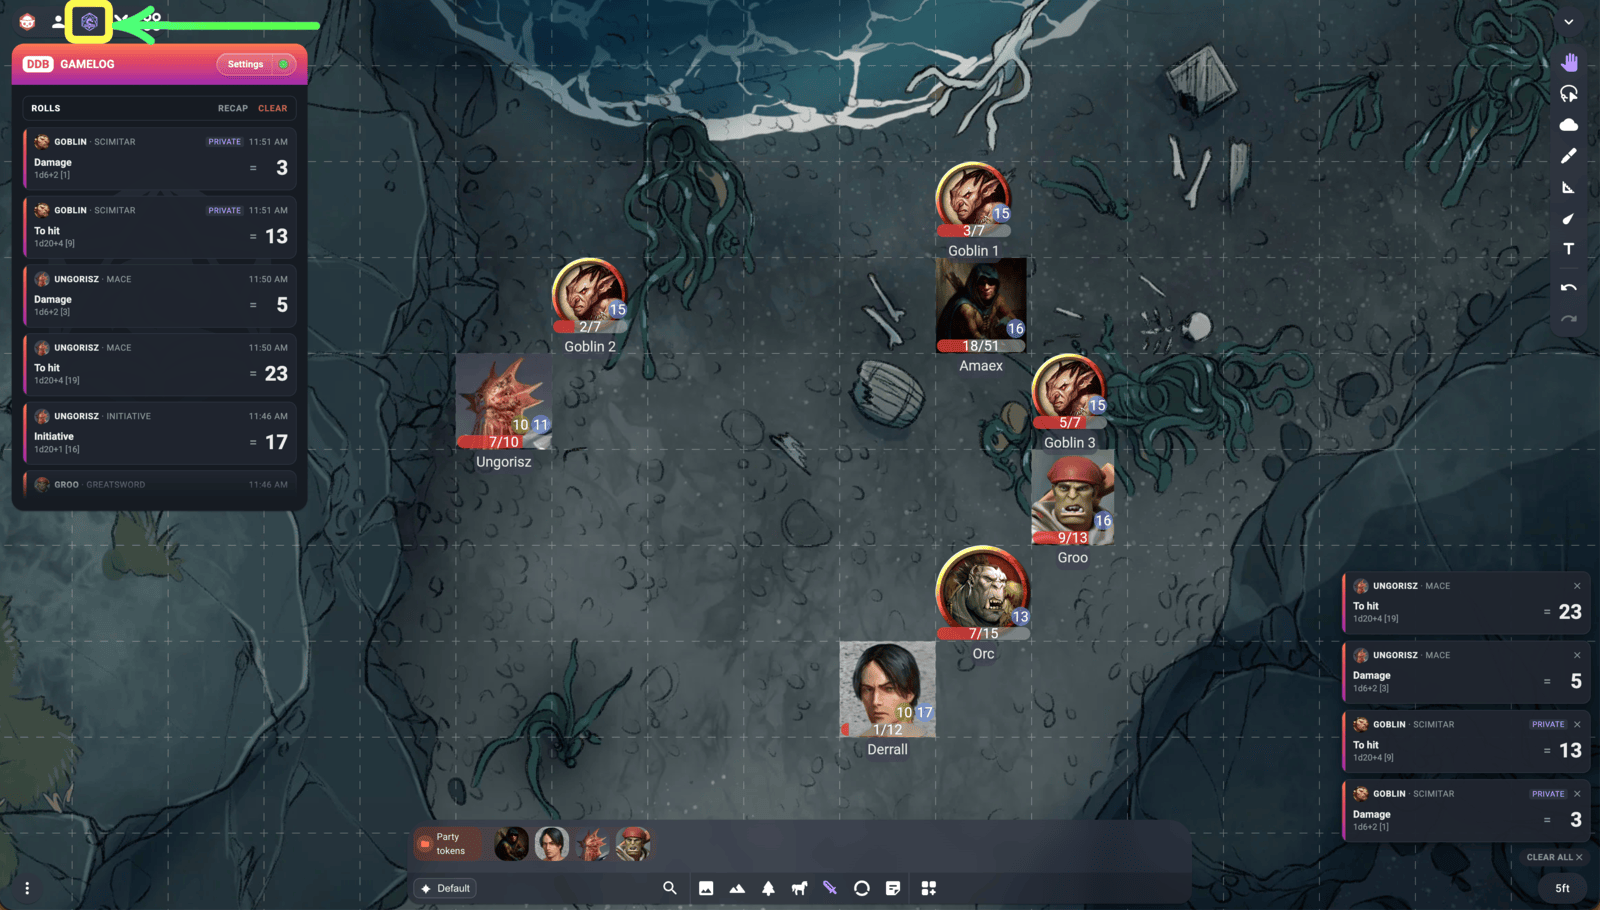 DDB GAMELOG Settings
ROLLS RECAP CLEAR
GOBLIN · SCIMITAR PRIVATE 11:51 AM
Damage
1d6+2 [1] = 3
GOBLIN · SCIMITAR PRIVATE 11:51 AM
To hit
1d20+4 [9] = 13
UNGORISZ · MACE 11:50 AM
Damage
1d6+2 [3] = 5
UNGORISZ · MACE 11:50 AM
To hit
1d20+4 [19] = 23
UNGORISZ · INITIATIVE 11:46 AM
Initiative
1d20+1 [16] = 17
GROO · GREATSWORD 11:46 AM
15
3/7
Goblin 1
15
2/7
Goblin 2
16
18/51
Amaex
15
5/7
Goblin 3
10 11
7/10
Ungorisz
16
9/13
Groo
13
7/15
Orc
10 17
1/12
Derrall
T
UNGORISZ · MACE ×
To hit
1d20+4 [19] = 23
UNGORISZ · MACE ×
Damage
1d6+2 [3] = 5
GOBLIN · SCIMITAR PRIVATE ×
To hit
1d20+4 [9] = 13
GOBLIN · SCIMITAR PRIVATE ×
Damage
1d6+2 [1] = 3
CLEAR ALL ×
Party
tokens
Default
5ft